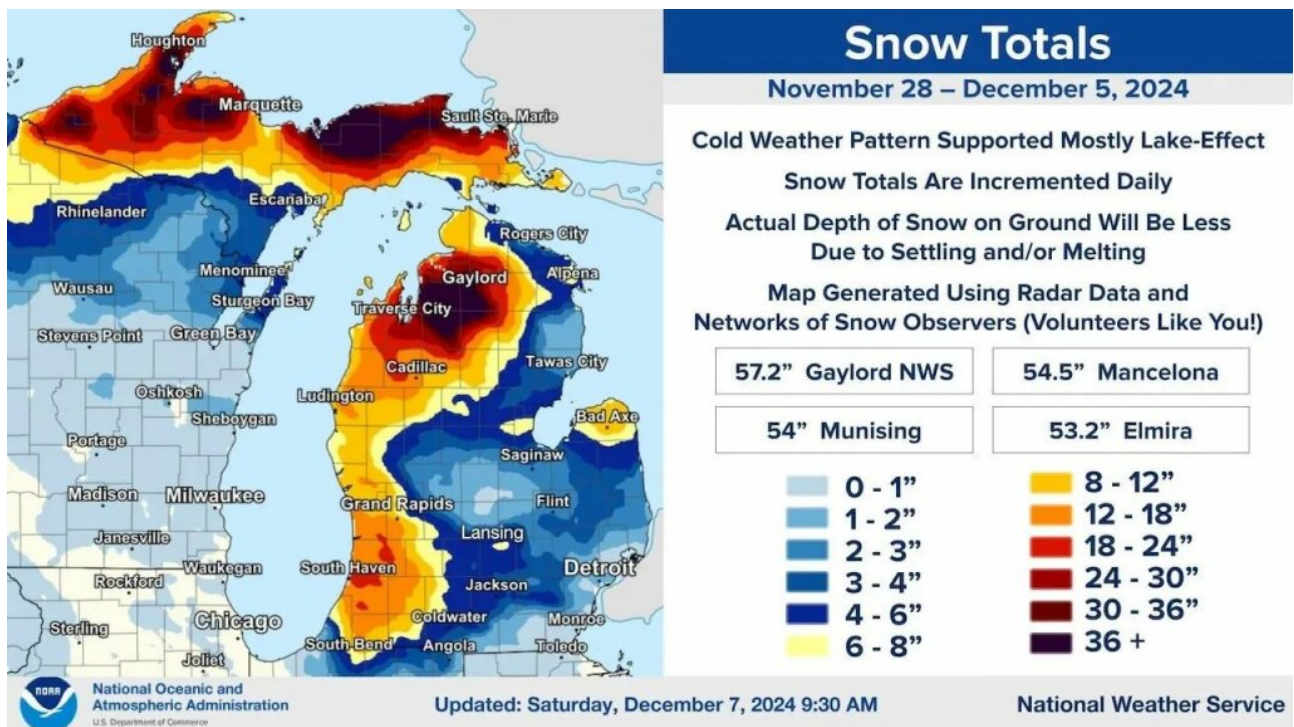 Houghton
Marquette
Sault Ste. Marie
Escanaba
Rhinelander
Rogers City
Menominee
Gaylord
Alpena
Wausau
Sturgeon Bay
Traverse City
Stevens Point
Green Bay
Tawas City
Cadillac
Oshkosh
Ludington
Sheboygan
Bad Axe
Portage
Saginaw
Madison
Milwaukee
Grand Rapids
Flint
Janesville
Lansing
Waukegan
South Haven
Detroit
Rockford
Jackson
Chicago
Coldwater
Sterling
Monroe
South Bend
Angola
Toledo
Joliet
Snow Totals
November 28 – December 5, 2024
Cold Weather Pattern Supported Mostly Lake-Effect
Snow Totals Are Incremented Daily
Actual Depth of Snow on Ground Will Be Less
Due to Settling and/or Melting
Map Generated Using Radar Data and
Networks of Snow Observers (Volunteers Like You!)
57.2” Gaylord NWS
54.5” Mancelona
54” Munising
53.2” Elmira
0 - 1”
1 - 2”
2 - 3”
3 - 4”
4 - 6”
6 - 8”
8 - 12”
12 - 18”
18 - 24”
24 - 30”
30 - 36”
36 +
NOAA
National Oceanic and
Atmospheric Administration
U.S. Department of Commerce
Updated: Saturday, December 7, 2024 9:30 AM
National Weather Service